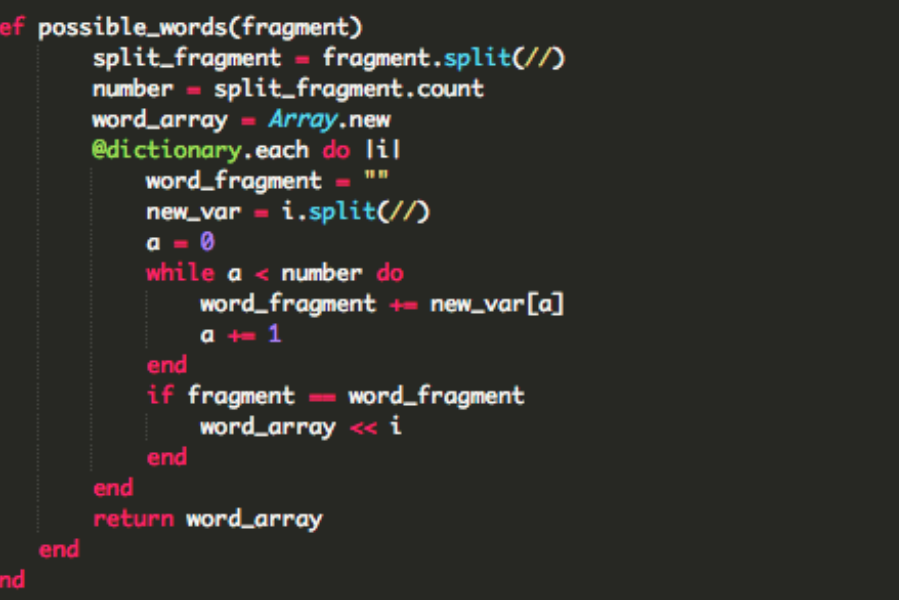 ef possible_words(fragment)
split_fragment = fragment.split(//)
number = split_fragment.count
word_array = Array.new
@dictionary.each do |i|
word_fragment = ""
new_var = i.split(//)
a = 0
while a < number do
word_fragment += new_var[a]
a += 1
end
if fragment == word_fragment
word_array << i
end
end
return word_array
end
nd